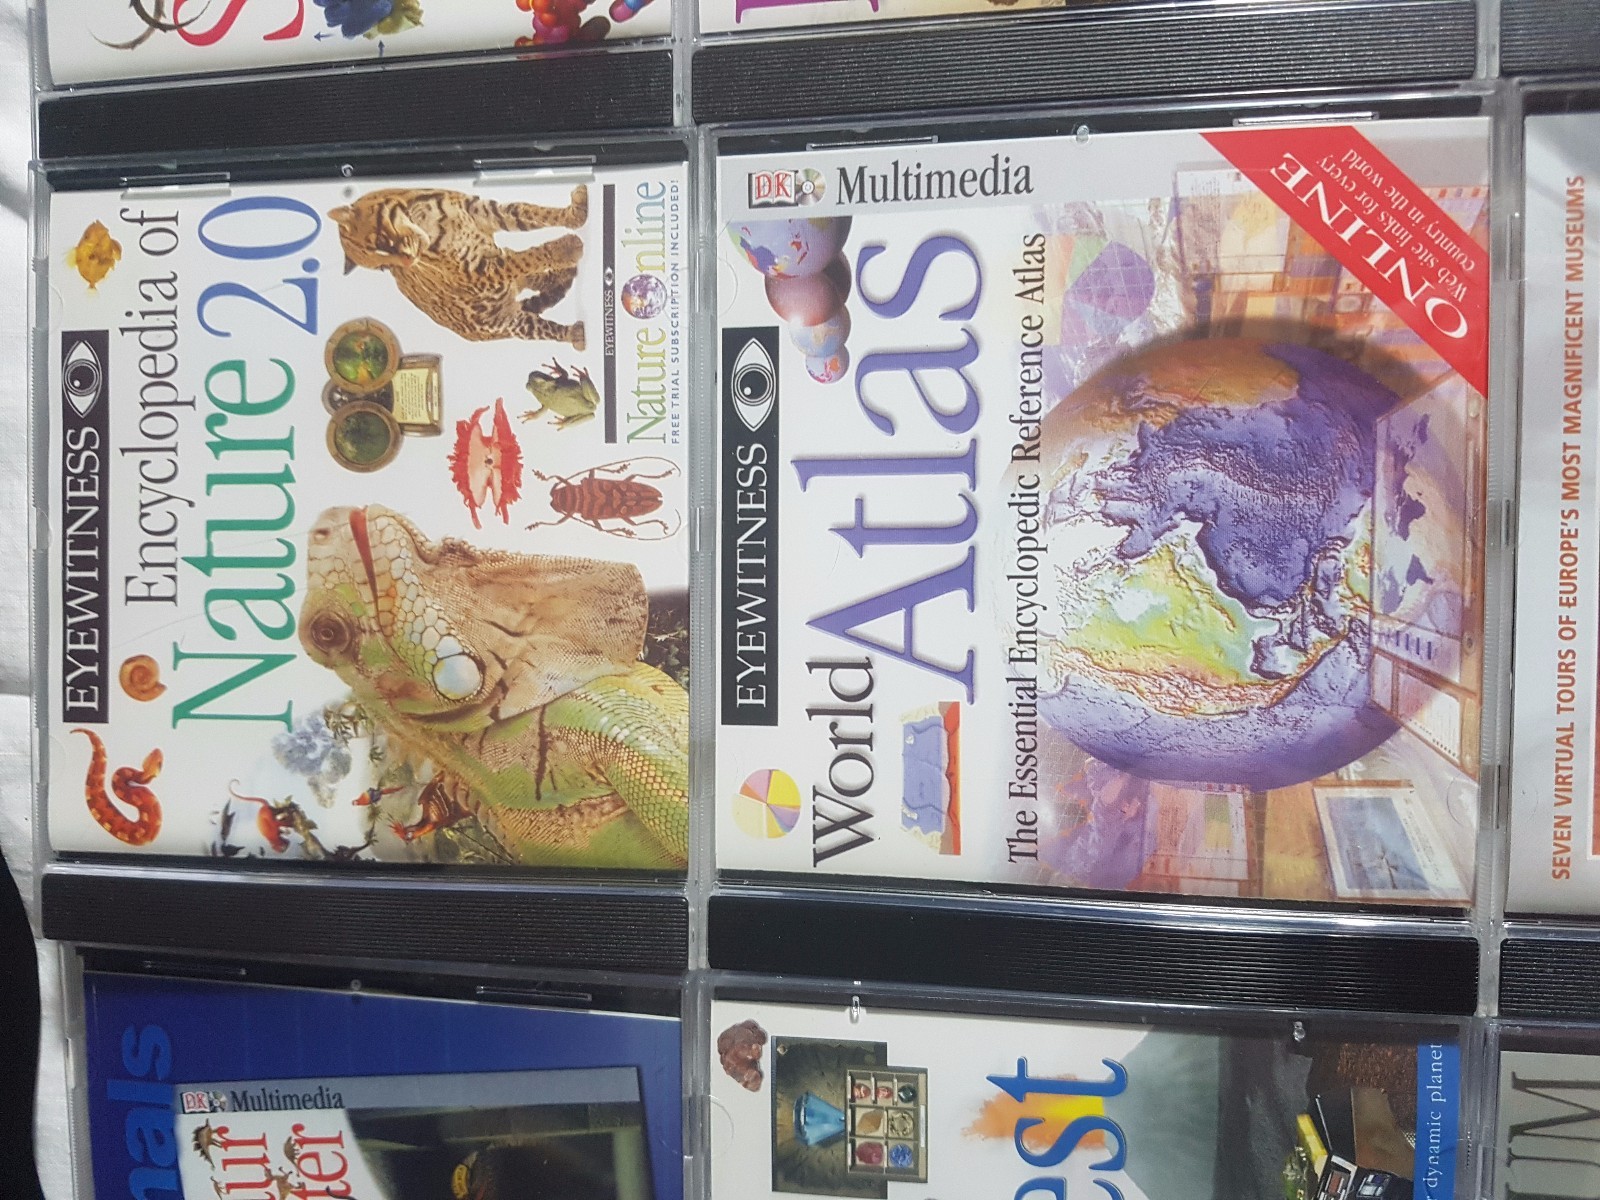 EYEWITNESS
Encyclopedia of
Nature 2.0
EYEWITNESS
Nature Online
FREE TRIAL SUBSCRIPTION INCLUDED!
DK Multimedia
EYEWITNESS
World
Atlas
The Essential Encyclopedic Reference Atlas
ONLINE
Web site links for every
country in the world
SEVEN VIRTUAL TOURS OF EUROPE'S MOST MAGNIFICENT MUSEUMS
DK Multimedia
dynamic planet